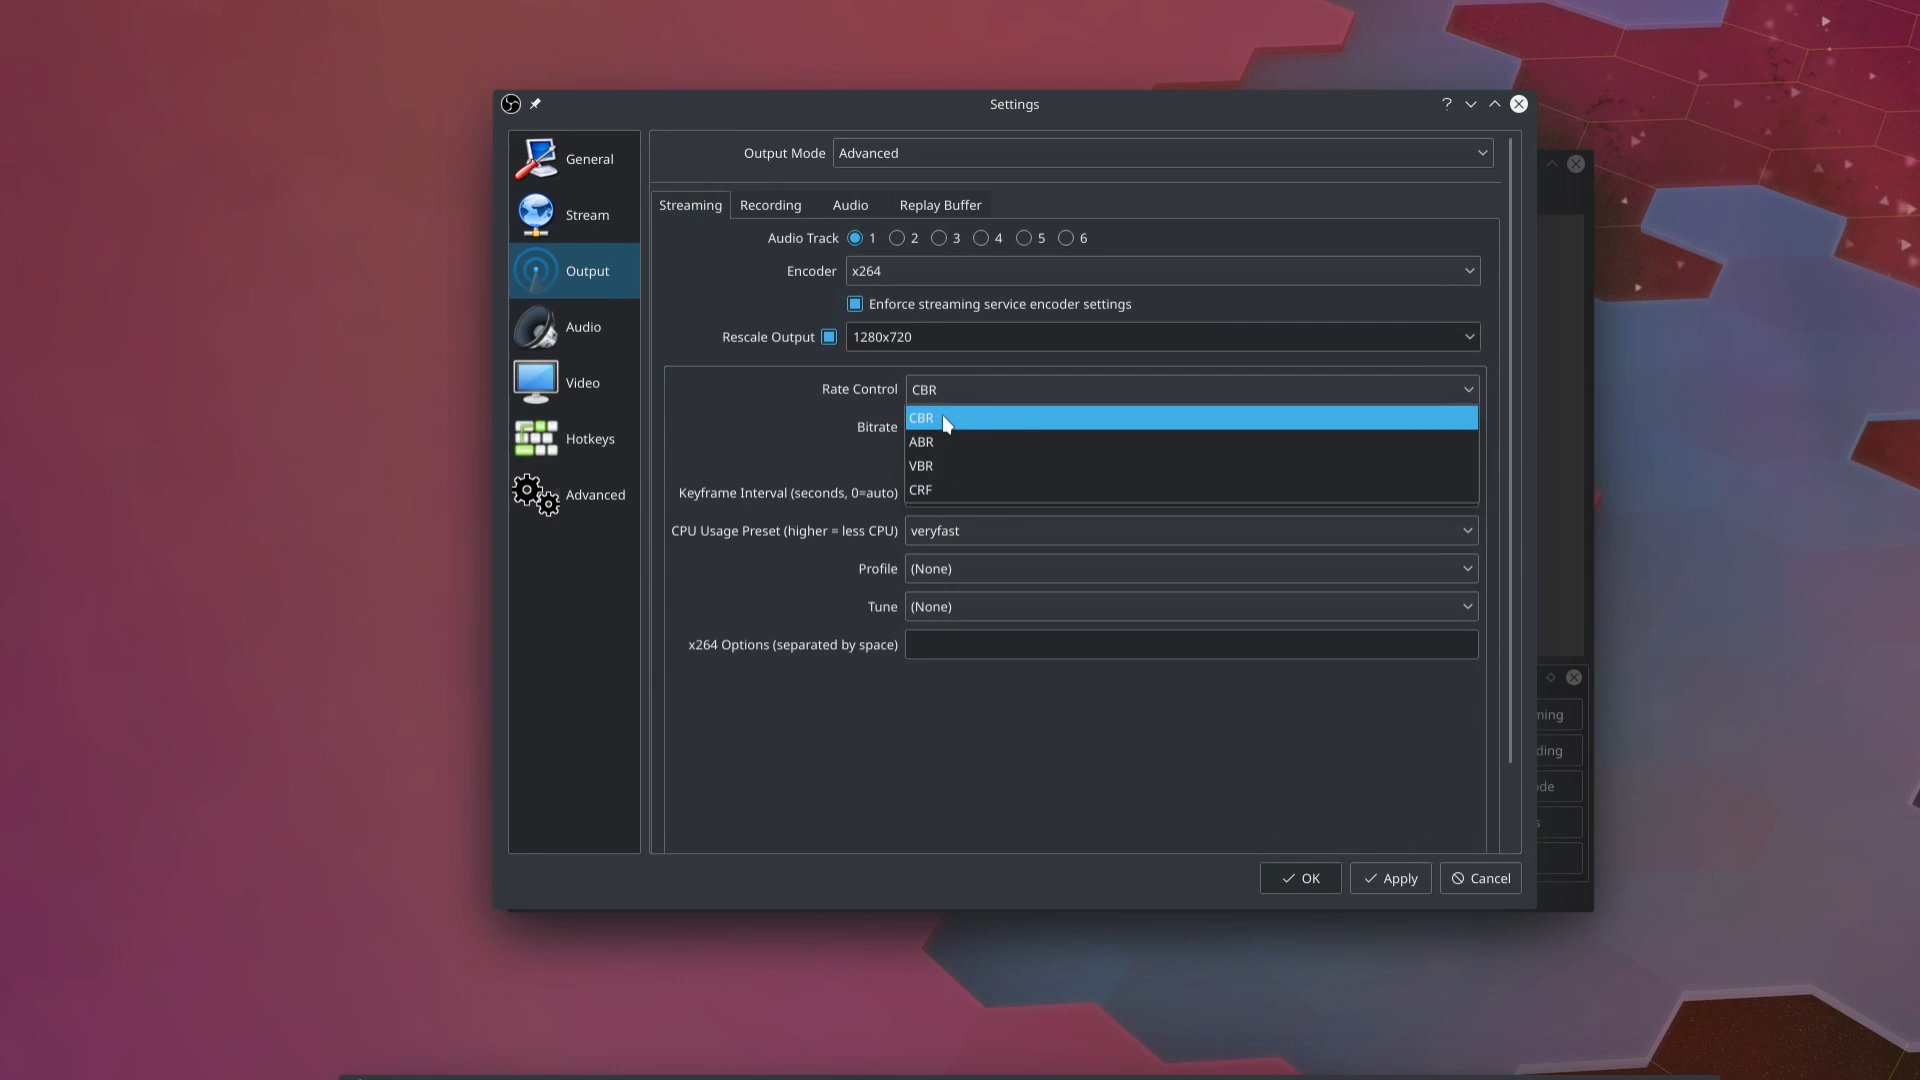 Settings
?
General
Stream
Output
Audio
Video
Hotkeys
Advanced
Output Mode Advanced
Streaming Recording Audio Replay Buffer
Audio Track 1 2 3 4 5 6
Encoder x264
Enforce streaming service encoder settings
Rescale Output 1280x720
Rate Control CBR
CBR
Bitrate
ABR
VBR
CRF
Keyframe Interval (seconds, 0=auto)
CPU Usage Preset (higher = less CPU) veryfast
Profile (None)
Tune (None)
x264 Options (separated by space)
OK Apply Cancel